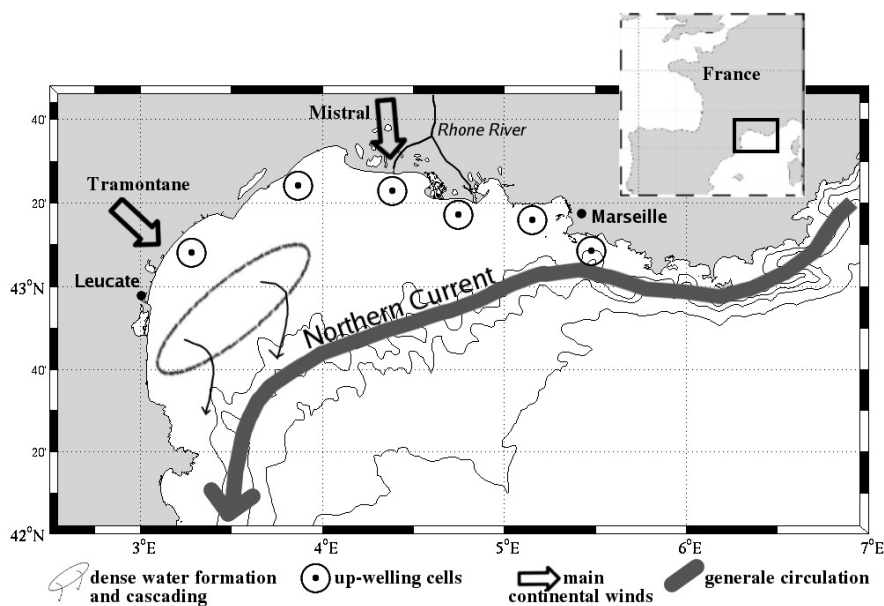 France
Mistral
40'
Rhone River
Tramontane
20'
Marseille
43°N
Leucate
Northern Current
40'
20'
42°N
3°E 4°E 5°E 6°E 7°E
dense water formation up-welling cells main generale circulation
and cascading continental winds